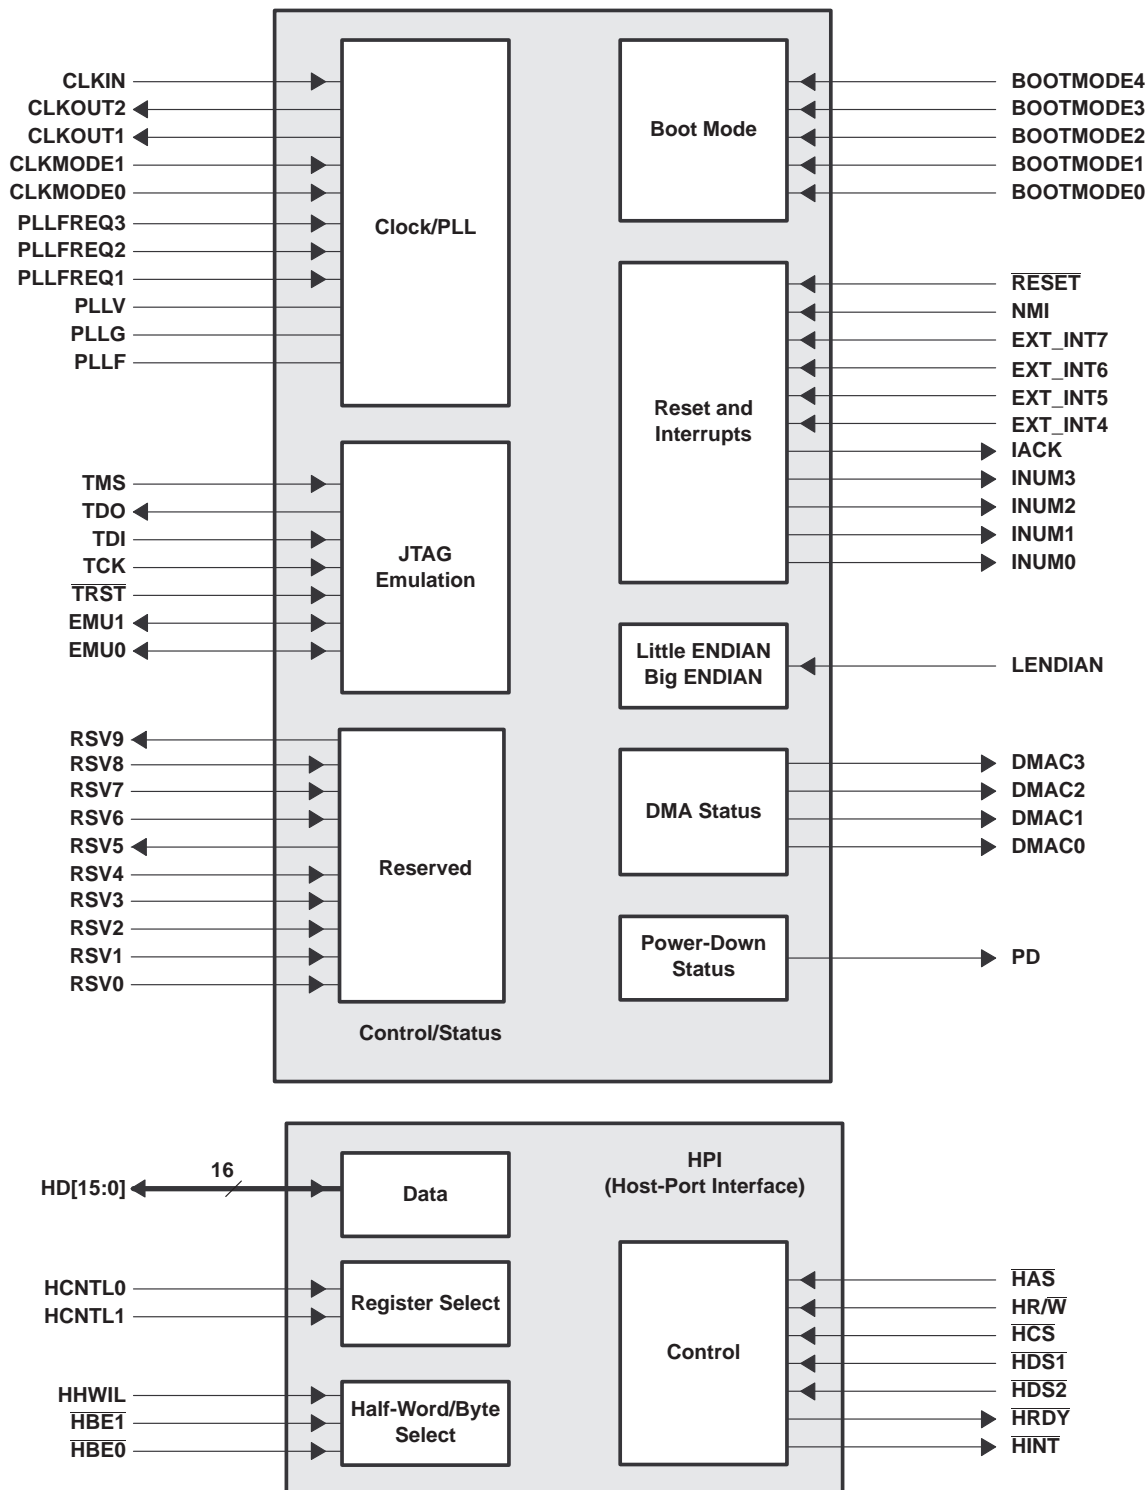 CLKIN
CLKOUT2
CLKOUT1
CLKMODE1
CLKMODE0
PLLFREQ3
PLLFREQ2
PLLFREQ1
PLLV
PLLG
PLLF
Clock/PLL
Boot Mode
BOOTMODE4
BOOTMODE3
BOOTMODE2
BOOTMODE1
BOOTMODE0
Reset and
Interrupts
RESET
NMI
EXT_INT7
EXT_INT6
EXT_INT5
EXT_INT4
IACK
INUM3
INUM2
INUM1
INUM0
TMS
TDO
TDI
TCK
TRST
EMU1
EMU0
JTAG
Emulation
Little ENDIAN
Big ENDIAN
LENDIAN
RSV9
RSV8
RSV7
RSV6
RSV5
RSV4
RSV3
RSV2
RSV1
RSV0
Reserved
DMA Status
DMAC3
DMAC2
DMAC1
DMAC0
Power-Down
Status
PD
Control/Status
HD[15:0]
16
Data
HPI
(Host-Port Interface)
HCNTL0
HCNTL1
Register Select
HHWIL
HBE1
HBE0
Half-Word/Byte
Select
Control
HAS
HR/W
HCS
HDS1
HDS2
HRDY
HINT